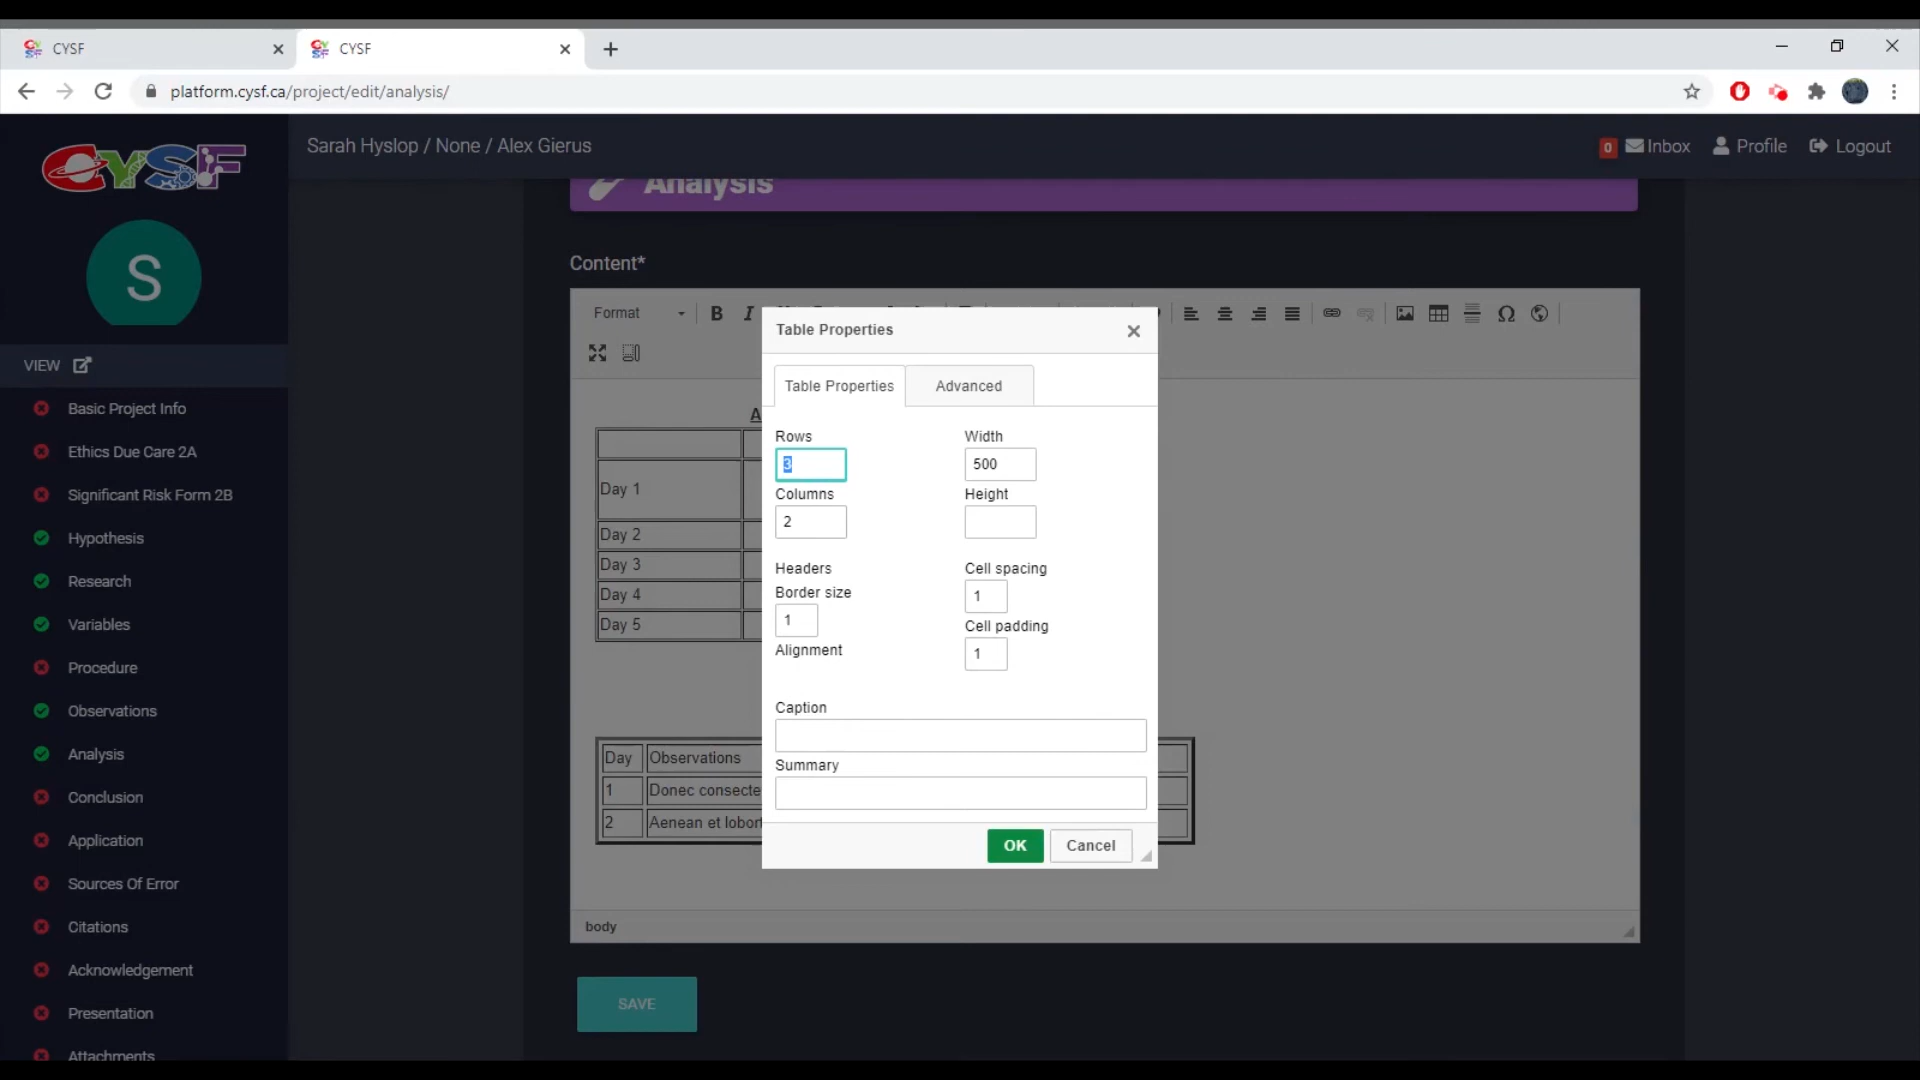 CYSF
CYSF
platform.cysf.ca/project/edit/analysis/
CYSF
Sarah Hyslop / None / Alex Gierus
0 Inbox Profile Logout
S
VIEW
Basic Project Info
Ethics Due Care 2A
Significant Risk Form 2B
Hypothesis
Research
Variables
Procedure
Observations
Analysis
Conclusion
Application
Sources Of Error
Citations
Acknowledgement
Presentation
Attachments
Analysis
Content*
Format B I Ω
A
Day 1
Day 2
Day 3
Day 4
Day 5
Day Observations
1 Donec consecte
2 Aenean et lobort
body
SAVE
Table Properties
Table Properties Advanced
Rows Width
3 500
Columns Height
2
Headers Cell spacing
1
Border size
1
Cell padding
Alignment 1
Caption
Summary
OK Cancel